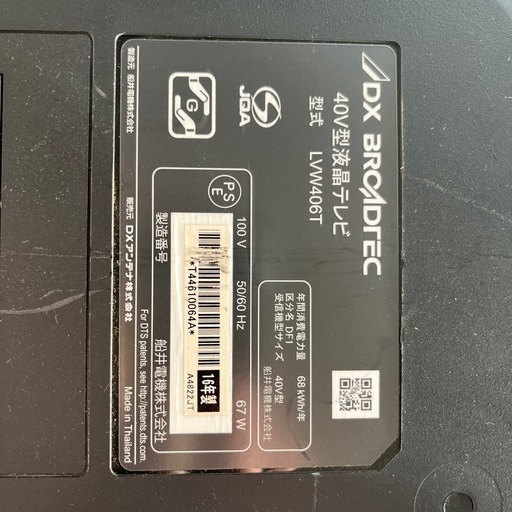 DX BROADTEC
40V型液晶テレビ
型式 LVW406T
年間消費電力量 68 kWh/年
区分名 DF1
受信機型サイズ 40V型
船井電機株式会社
JQA
G
PS
E
100 V 50/60 Hz 67 W
製造番号
*T44610064A*
16年製
A4822JT
船井電機株式会社
製造元 船井電機株式会社
販売元 DXアンテナ株式会社
For DTS patents, see http://patents.dts.com.
Made in Thailand